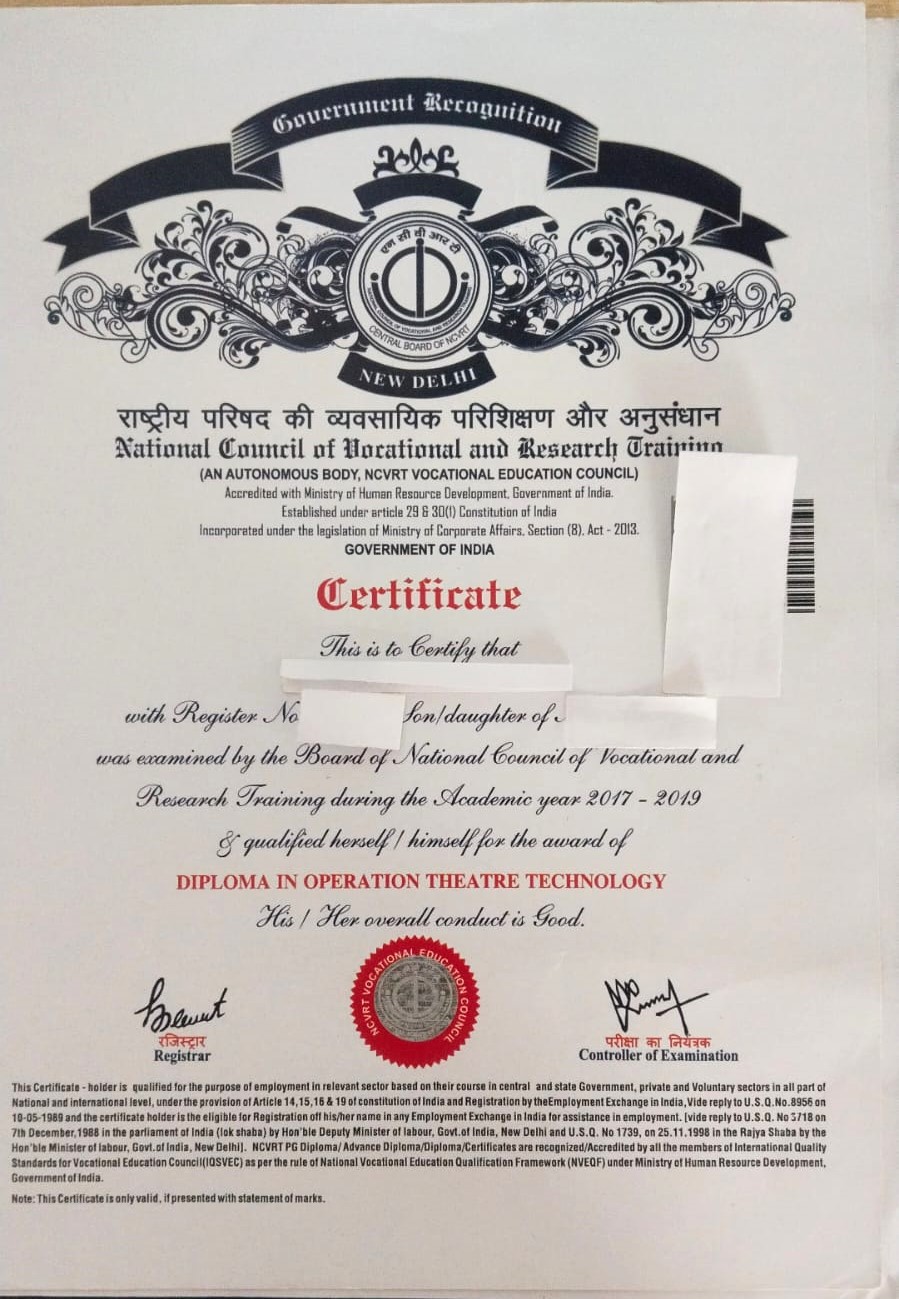 Government Recognition
एन सी वी आर टी
CENTRAL BOARD OF NCVRT
NEW DELHI
राष्ट्रीय परिषद की व्यवसायिक परिशिक्षण और अनुसंधान
National Council of Vocational and Research Training
(AN AUTONOMOUS BODY, NCVRT VOCATIONAL EDUCATION COUNCIL)
Accredited with Ministry of Human Resource Development, Government of India.
Established under article 29 & 30(1) Constitution of India
Incorporated under the legislation of Ministry of Corporate Affairs, Section (8), Act - 2013.
GOVERNMENT OF INDIA
Certificate
This is to Certify that
with Register No Son/daughter of
was examined by the Board of National Council of Vocational and
Research Training during the Academic year 2017 - 2019
& qualified herself / himself for the award of
DIPLOMA IN OPERATION THEATRE TECHNOLOGY
His / Her overall conduct is Good.
NCVRT VOCATIONAL EDUCATION COUNCIL
रजिस्ट्रार
Registrar
परीक्षा का नियंत्रक
Controller of Examination
This Certificate - holder is qualified for the purpose of employment in relevant sector based on their course in central and state Government, private and Voluntary sectors in all part of
National and international level, under the provision of Article 14,15,16 & 19 of constitution of India and Registration by theEmployment Exchange in India,Vide reply to U.S.Q. No.8956 on
10-05-1989 and the certificate holder is the eligible for Registration off his/her name in any Employment Exchange in India for assistance in employment. [vide reply to U.S.Q. No 3718 on
7th December,1988 in the parliament of India (lok shaba) by Hon'ble Deputy Minister of labour, Govt.of India, New Delhi and U.S.Q. No 1739, on 25.11.1998 in the Rajya Shaba by the
Hon'ble Minister of labour, Govt.of India, New Delhi]. NCVRT PG Diploma/ Advance Diploma/Diploma/Certificates are recognized/Accredited by all the members of International Quality
Standards for Vocational Education Council(IQSVEC) as per the rule of National Vocational Education Qualification Framework (NVEQF) under Ministry of Human Resource Development,
Government of India.
Note: This Certificate is only valid, if presented with statement of marks.